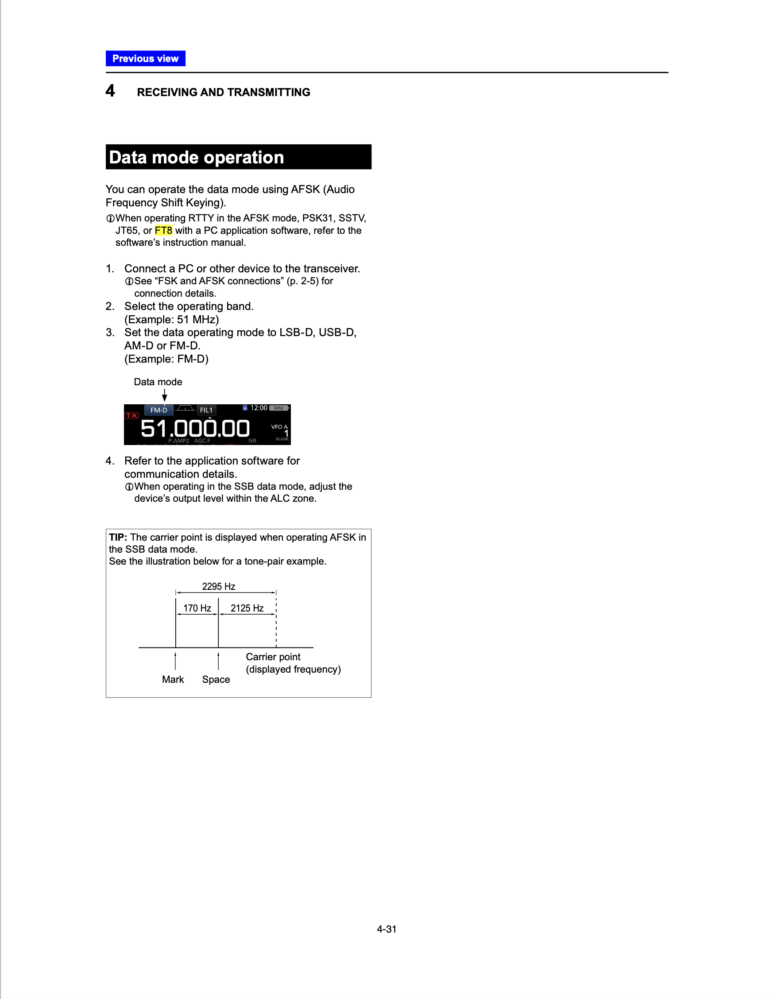 Previous view
4 RECEIVING AND TRANSMITTING
Data mode operation
You can operate the data mode using AFSK (Audio
Frequency Shift Keying).
ⓘWhen operating RTTY in the AFSK mode, PSK31, SSTV,
JT65, or FT8 with a PC application software, refer to the
software’s instruction manual.
1. Connect a PC or other device to the transceiver.
ⓘSee “FSK and AFSK connections” (p. 2-5) for
connection details.
2. Select the operating band.
(Example: 51 MHz)
3. Set the data operating mode to LSB-D, USB-D,
AM-D or FM-D.
(Example: FM-D)
Data mode
FM-D FIL1 SD 12:00 kHz
TX
51.000.00 VFO A
1
P.AMP2 AGC-F NR BLANK
4. Refer to the application software for
communication details.
ⓘWhen operating in the SSB data mode, adjust the
device’s output level within the ALC zone.
TIP: The carrier point is displayed when operating AFSK in
the SSB data mode.
See the illustration below for a tone-pair example.
2295 Hz
170 Hz 2125 Hz
Carrier point
(displayed frequency)
Mark Space
4-31